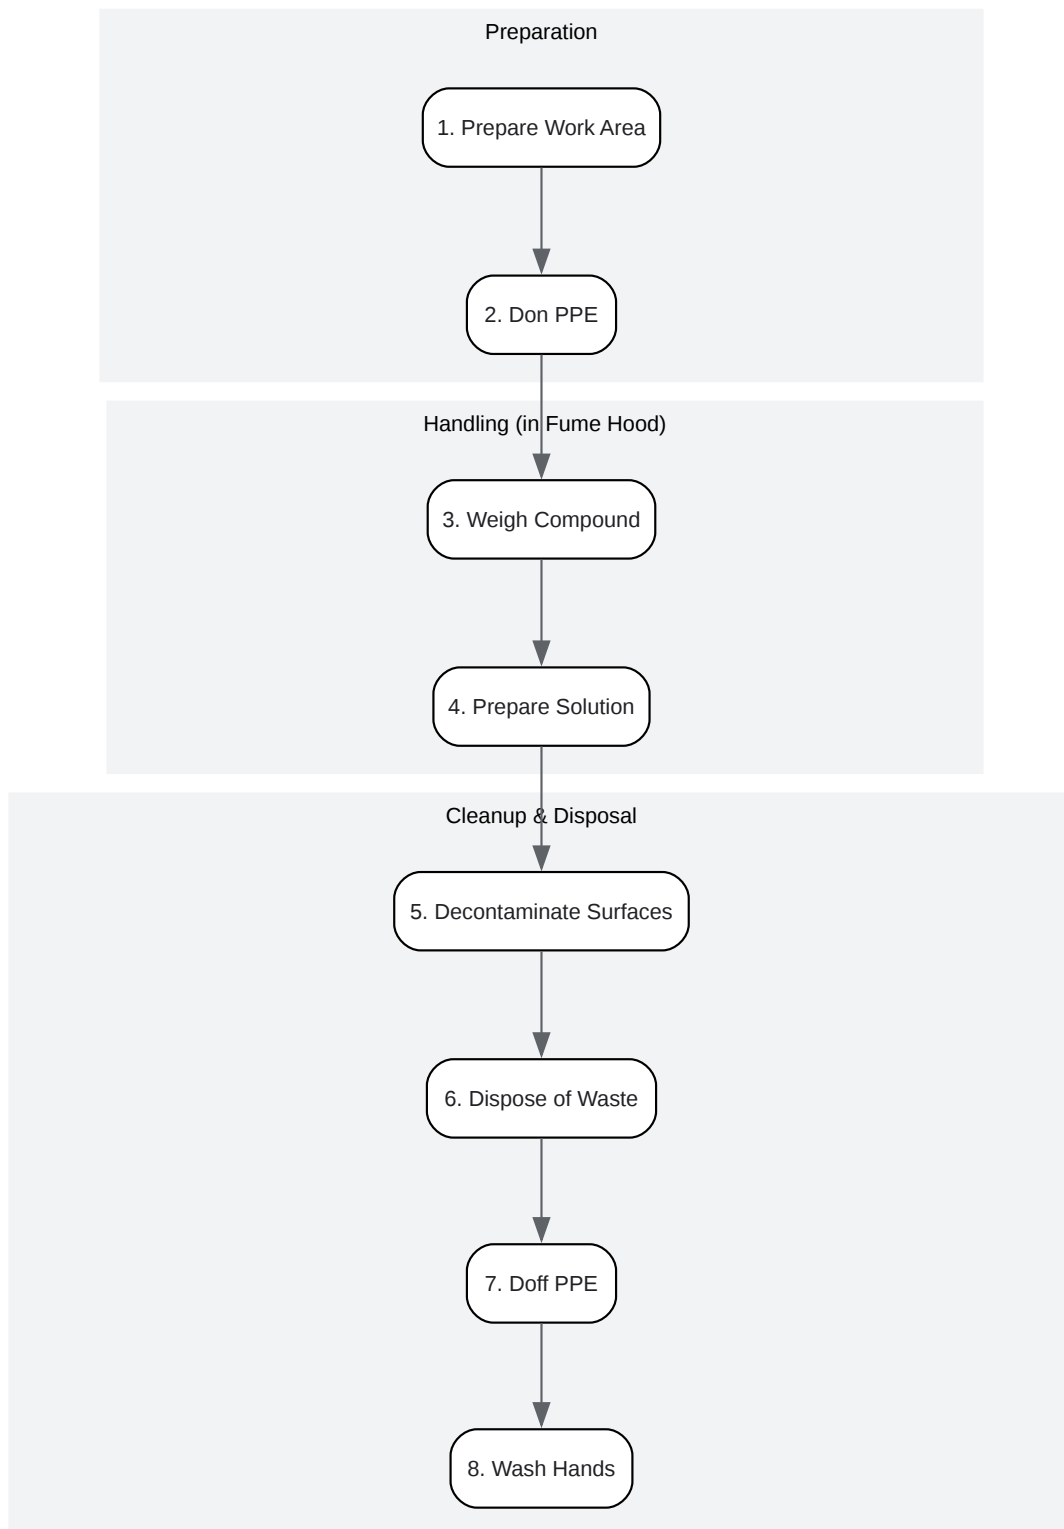 Preparation
1. Prepare Work Area
2. Don PPE
Handling (in Fume Hood)
3. Weigh Compound
4. Prepare Solution
Cleanup & Disposal
5. Decontaminate Surfaces
6. Dispose of Waste
7. Doff PPE
8. Wash Hands